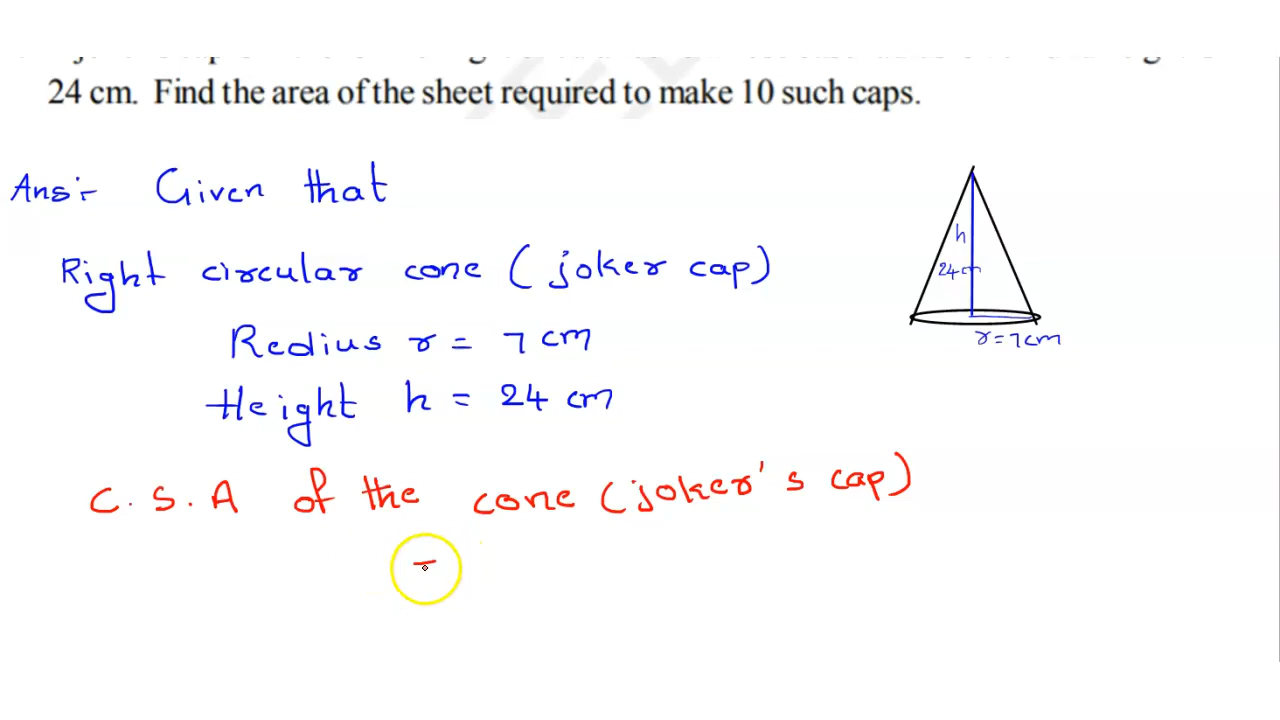 24 cm. Find the area of the sheet required to make 10 such caps.
Ans:- Given that
Right circular cone (joker cap)
Redius r = 7 cm
Height h = 24 cm
C.S.A of the cone (joker's cap)
h
24cm
r=7cm